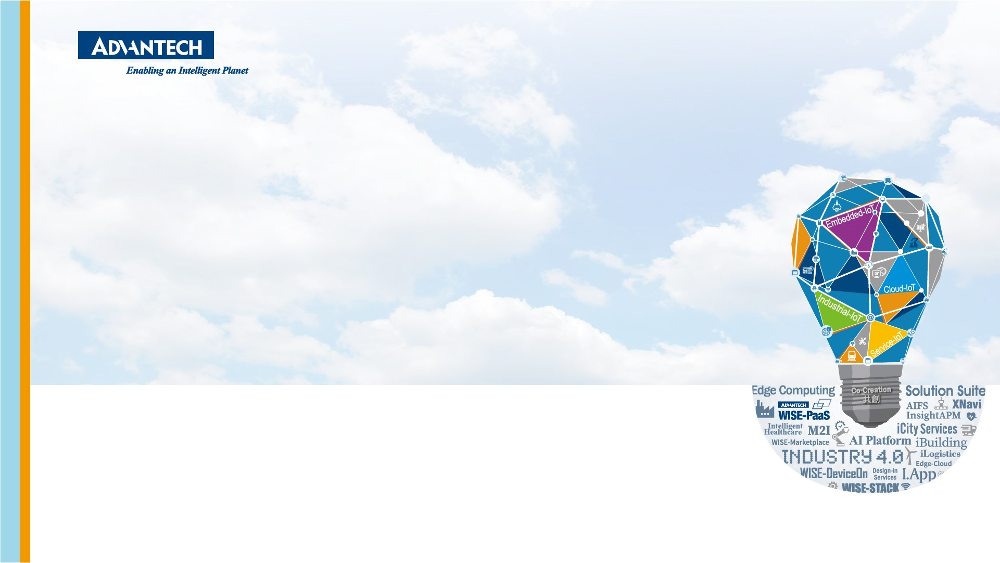 ADVANTECH
Enabling an Intelligent Planet
Embedded-IoT
Cloud-IoT
Industrial-IoT
Service-IoT
Co-Creation
共創
Edge Computing
Solution Suite
ADVANTECH
WISE-PaaS
AIFS
XNavi
InsightAPM
Intelligent
Healthcare
M2I
iCity Services
WISE-Marketplace
AI Platform
iBuilding
INDUSTRY 4.0
iLogistics
Edge-Cloud
WISE-DeviceOn
Design-in
Services
I.App
WISE-STACK